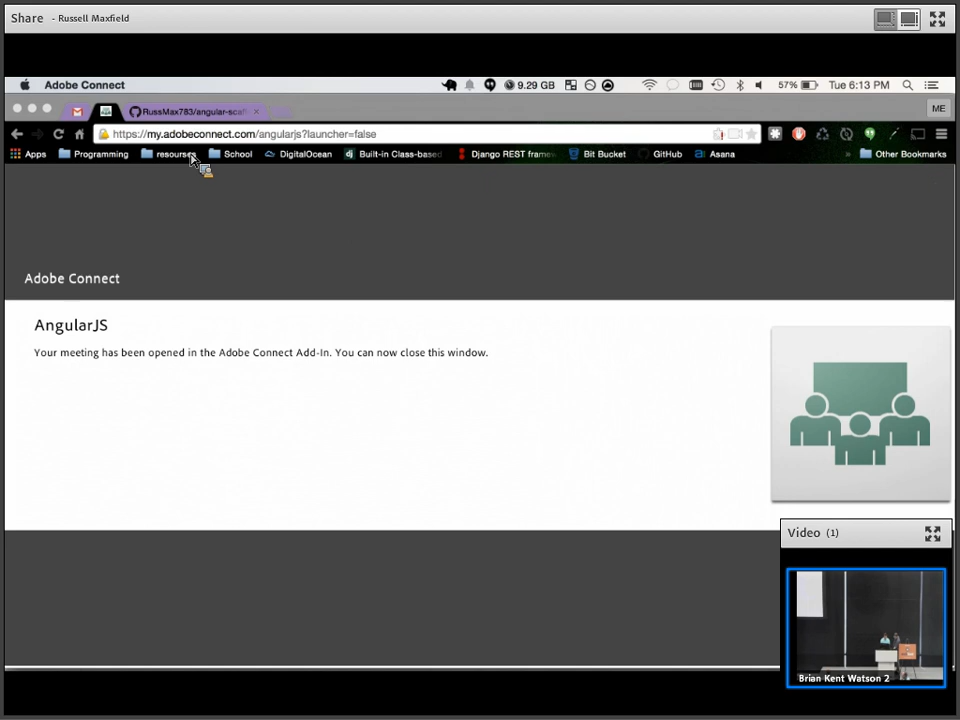 Share - Russell Maxfield
Adobe Connect 9.29 GB 57% Tue 6:13 PM
RussMax783/angular-scaff × ME
https://my.adobeconnect.com/angularjs?launcher=false
Apps Programming resourses School DigitalOcean Built-in Class-based Django REST frame Bit Bucket GitHub Asana » Other Bookmarks
Adobe Connect
AngularJS
Your meeting has been opened in the Adobe Connect Add-In. You can now close this window.
Video (1)
Brian Kent Watson 2